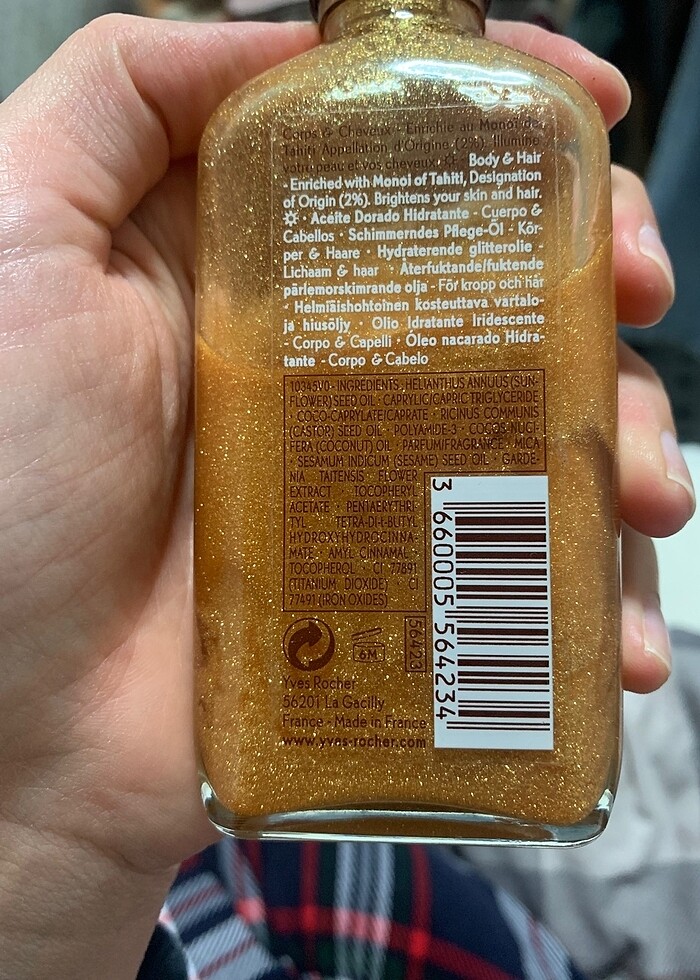 Corps & Cheveux - Enrichie au Monoï de
Tahiti Appellation d'Origine (2%). Illumine
votre peau et vos cheveux.
Body & Hair
- Enriched with Monoï of Tahiti, Designation
of Origin (2%). Brightens your skin and hair.
· Aceite Dorado Hidratante - Cuerpo &
Cabellos · Schimmerndes Pflege-Öl - Kör-
per & Haare · Hydraterende glitterolie -
Lichaam & haar · Återfuktande/fuktende
pärlemorskimrande olja - För kropp och hår
· Helmiäishohtoinen kosteuttava vartalo-
ja hiusöljy · Olio Idratante Iridescente
- Corpo & Capelli · Óleo nacarado Hidra-
tante - Corpo & Cabelo
10345V0- INGREDIENTS : HELIANTHUS ANNUUS (SUN-
FLOWER) SEED OIL · CAPRYLIC/CAPRIC TRIGLYCERIDE
· COCO-CAPRYLATE/CAPRATE · RICINUS COMMUNIS
(CASTOR) SEED OIL · POLYAMIDE-3 · COCOS NUCI-
FERA (COCONUT) OIL · PARFUM/FRAGRANCE · MICA
· SESAMUM INDICUM (SESAME) SEED OIL · GARDE-
NIA TAITENSIS FLOWER
EXTRACT · TOCOPHERYL
ACETATE · PENTAERYTHRI-
TYL TETRA-DI-t-BUTYL
HYDROXYHYDROCINNA-
MATE · AMYL CINNAMAL ·
TOCOPHEROL · CI 77891
(TITANIUM DIOXIDE) · CI
77491 (IRON OXIDES)
3 660005 564234
6M
56423
Yves Rocher
56201 La Gacilly
France - Made in France
www.yves-rocher.com